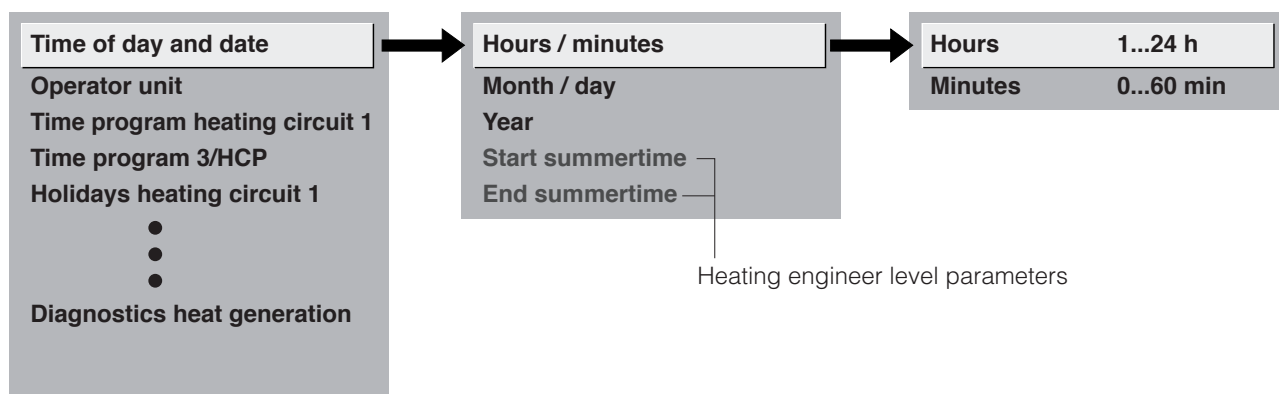 Time of day and date
Operator unit
Time program heating circuit 1
Time program 3/HCP
Holidays heating circuit 1
Diagnostics heat generation
Hours / minutes
Month / day
Year
Start summertime
End summertime
Heating engineer level parameters
Hours 1...24 h
Minutes 0...60 min